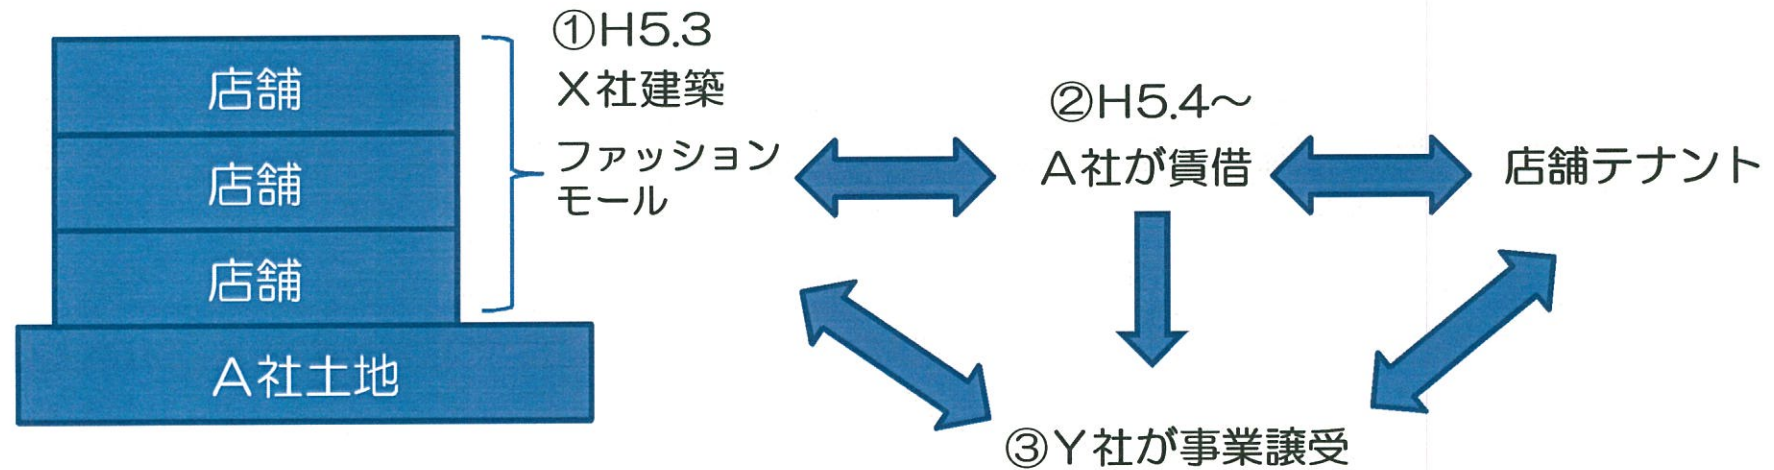 店舗
店舗
店舗
A社土地
①H5.3
X社建築
ファッション
モール
②H5.4～
A社が賃借
店舗テナント
③Y社が事業譲受